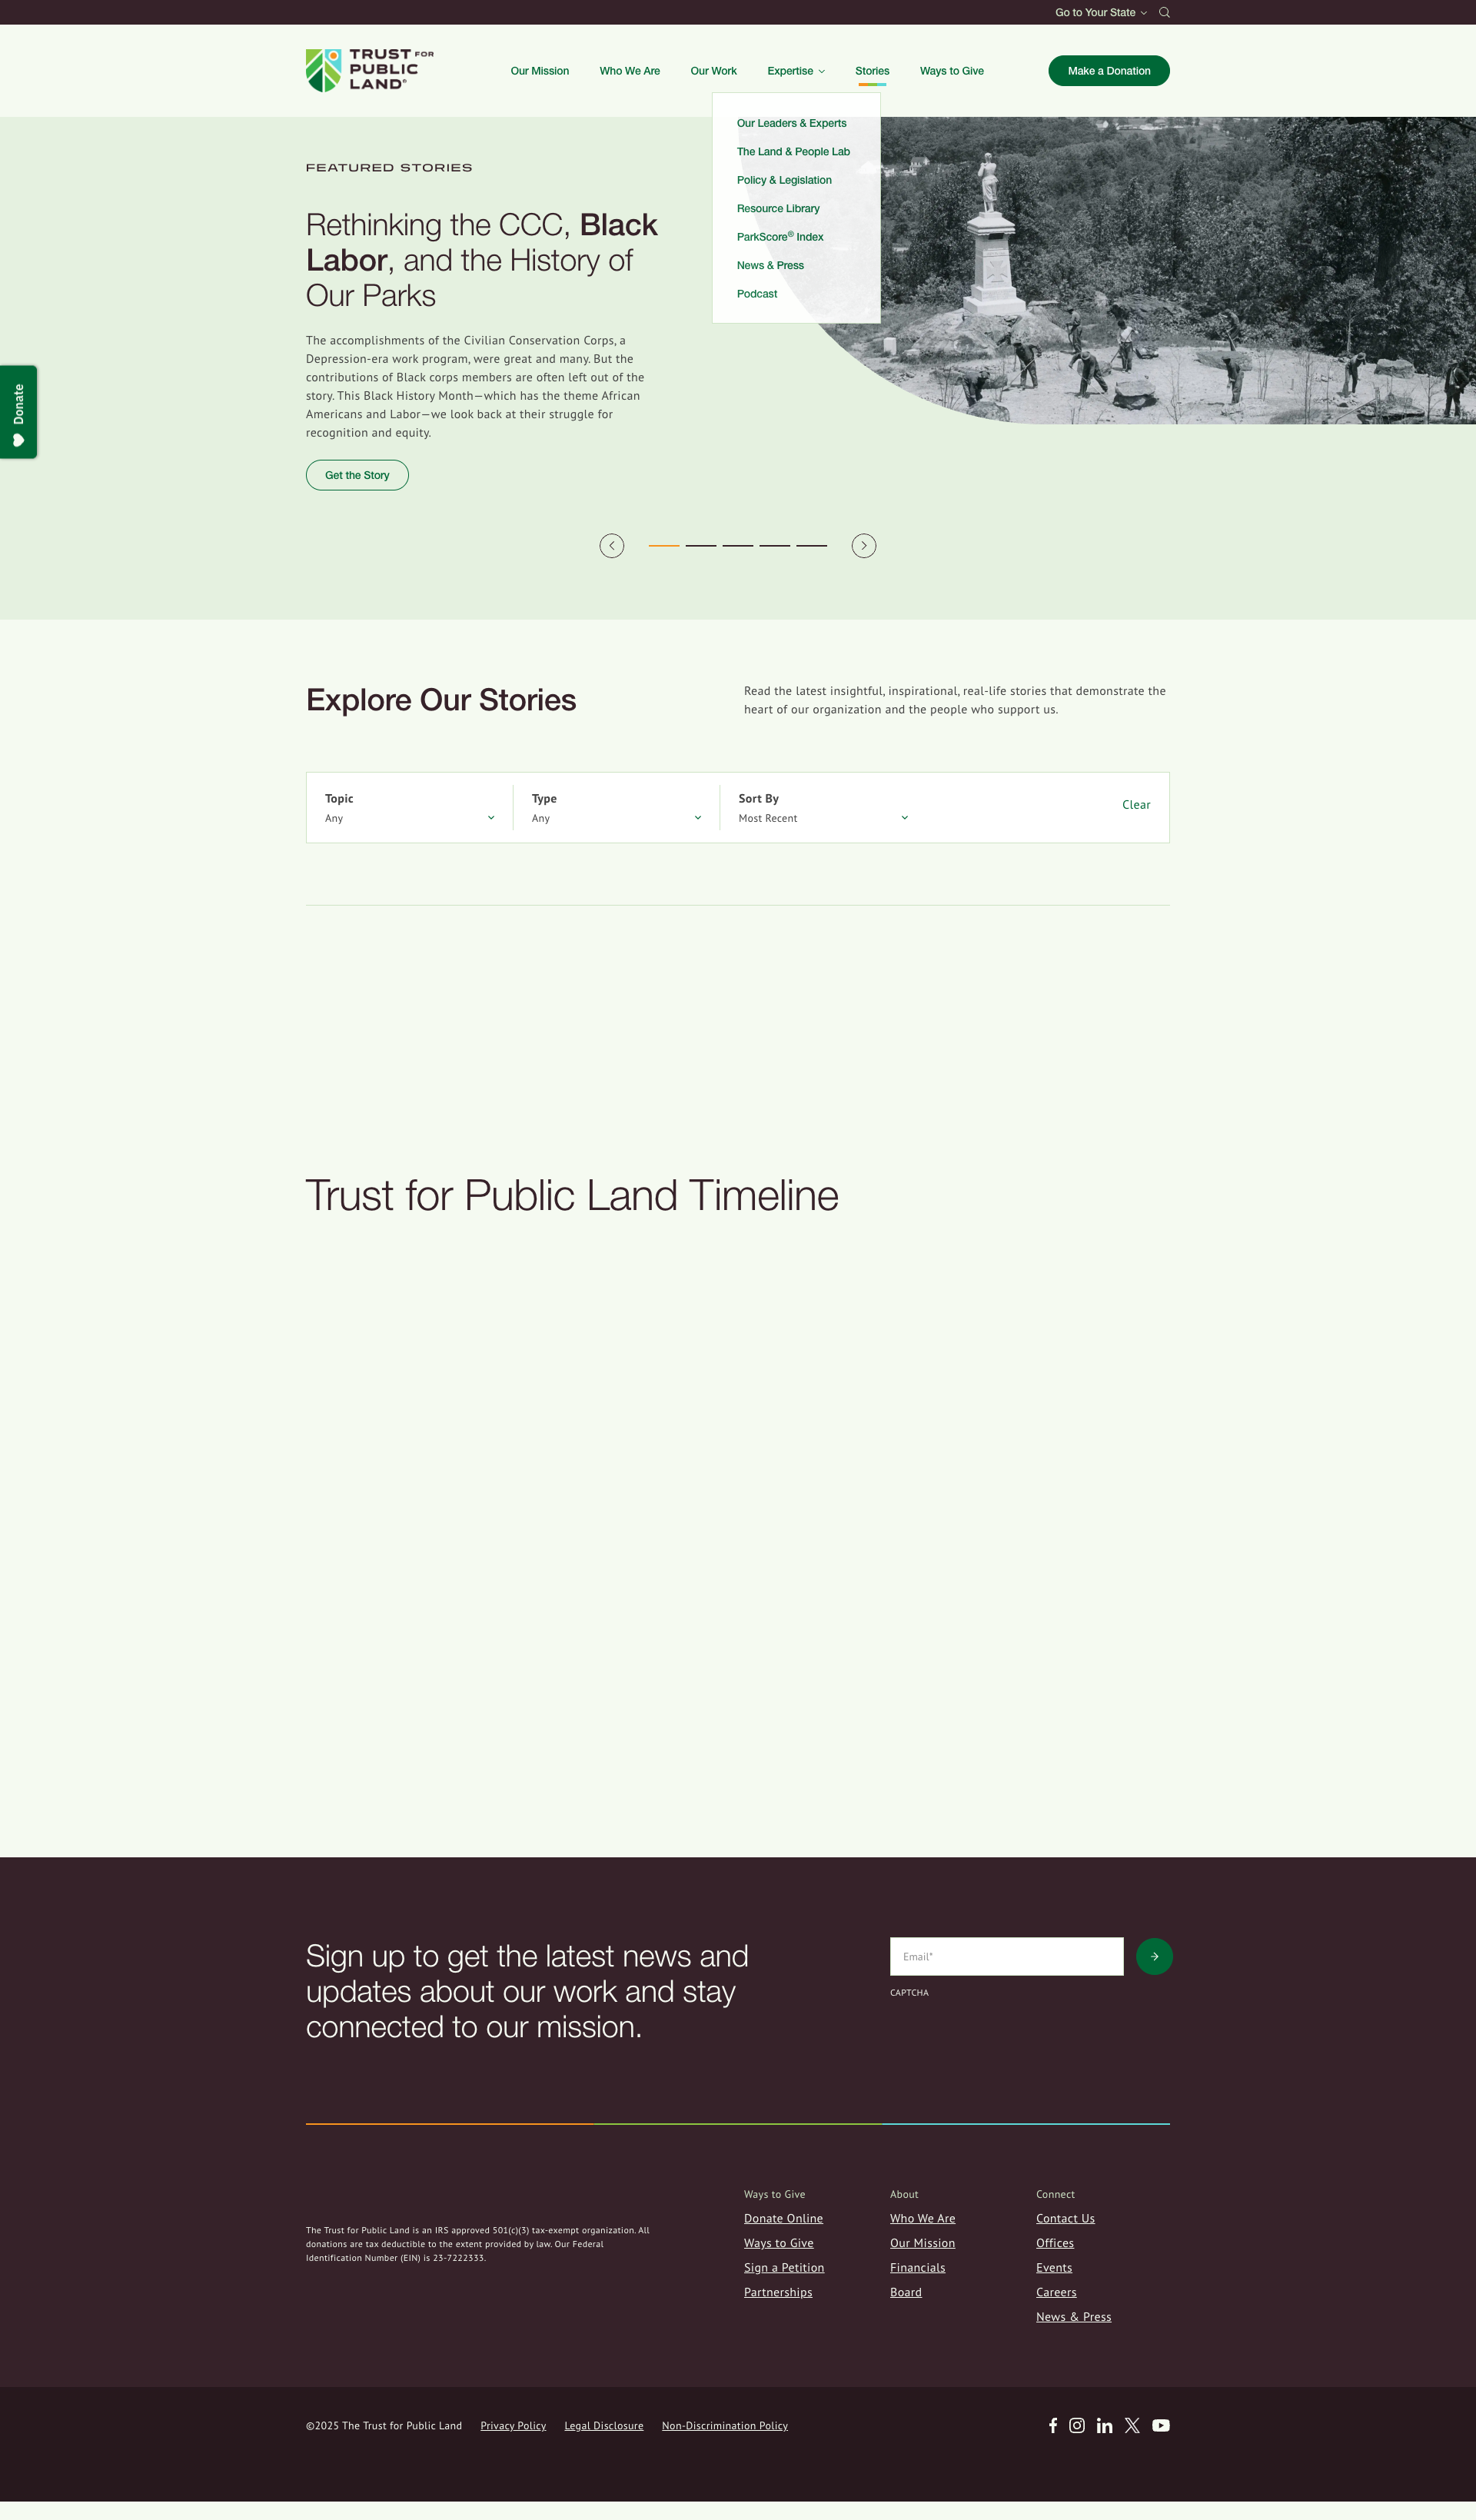 Go to Your State
TRUST FOR
PUBLIC
LAND®
Our Mission
Who We Are
Our Work
Expertise
Stories
Ways to Give
Make a Donation
Our Leaders & Experts
The Land & People Lab
Policy & Legislation
Resource Library
ParkScore® Index
News & Press
Podcast
FEATURED STORIES
Rethinking the CCC, Black
Labor, and the History of
Our Parks
The accomplishments of the Civilian Conservation Corps, a
Depression-era work program, were great and many. But the
contributions of Black corps members are often left out of the
story. This Black History Month—which has the theme African
Americans and Labor—we look back at their struggle for
recognition and equity.
Get the Story
Donate
Explore Our Stories
Read the latest insightful, inspirational, real-life stories that demonstrate the
heart of our organization and the people who support us.
Topic
Any
Type
Any
Sort By
Most Recent
Clear
Trust for Public Land Timeline
Sign up to get the latest news and
updates about our work and stay
connected to our mission.
Email*
CAPTCHA
The Trust for Public Land is an IRS approved 501(c)(3) tax-exempt organization. All
donations are tax deductible to the extent provided by law. Our Federal
Identification Number (EIN) is 23-7222333.
Ways to Give
Donate Online
Ways to Give
Sign a Petition
Partnerships
About
Who We Are
Our Mission
Financials
Board
Connect
Contact Us
Offices
Events
Careers
News & Press
©2025 The Trust for Public Land
Privacy Policy
Legal Disclosure
Non-Discrimination Policy